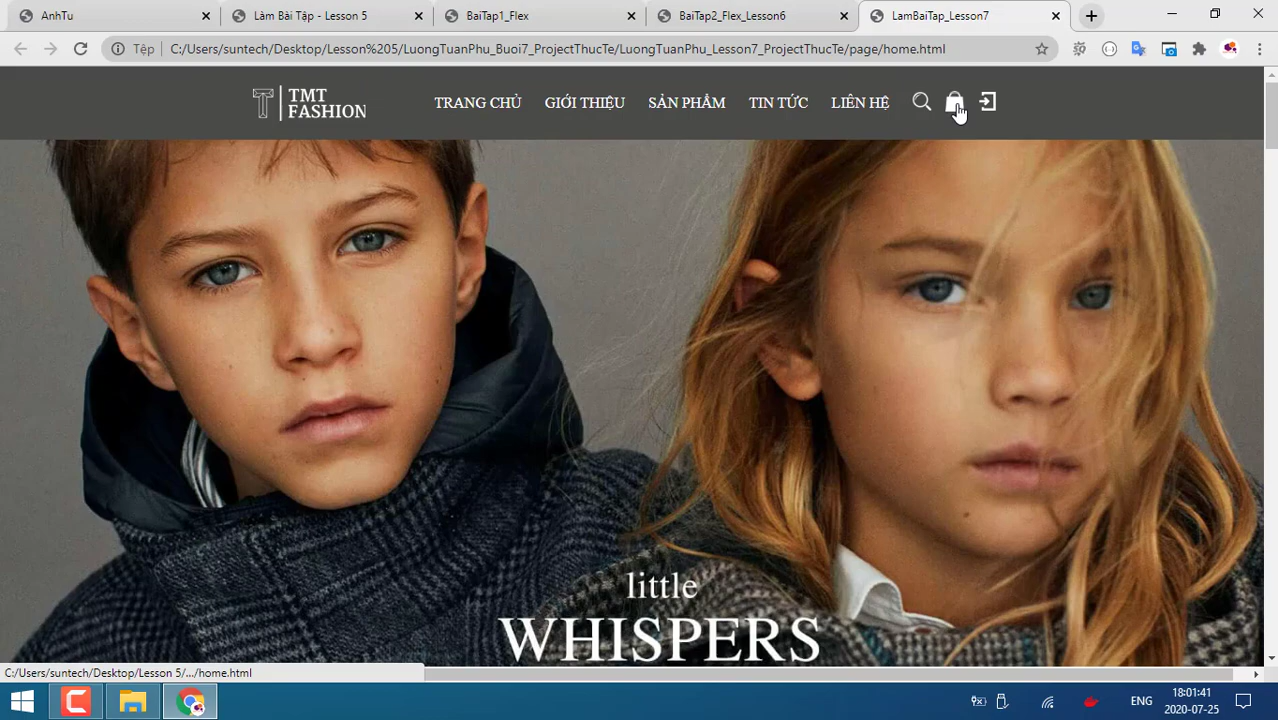 AnhTu
Làm Bài Tập - Lesson 5
BaiTap1_Flex
BaiTap2_Flex_Lesson6
LamBaiTap_Lesson7
Tệp
C:/Users/suntech/Desktop/Lesson%205/LuongTuanPhu_Buoi7_ProjectThucTe/LuongTuanPhu_Lesson7_ProjectThucTe/page/home.html
TMT
FASHION
TRANG CHỦ
GIỚI THIỆU
SẢN PHẨM
TIN TỨC
LIÊN HỆ
little
WHISPERS
C:/Users/suntech/Desktop/Lesson 5/.../home.html
ENG
18:01:41
2020-07-25